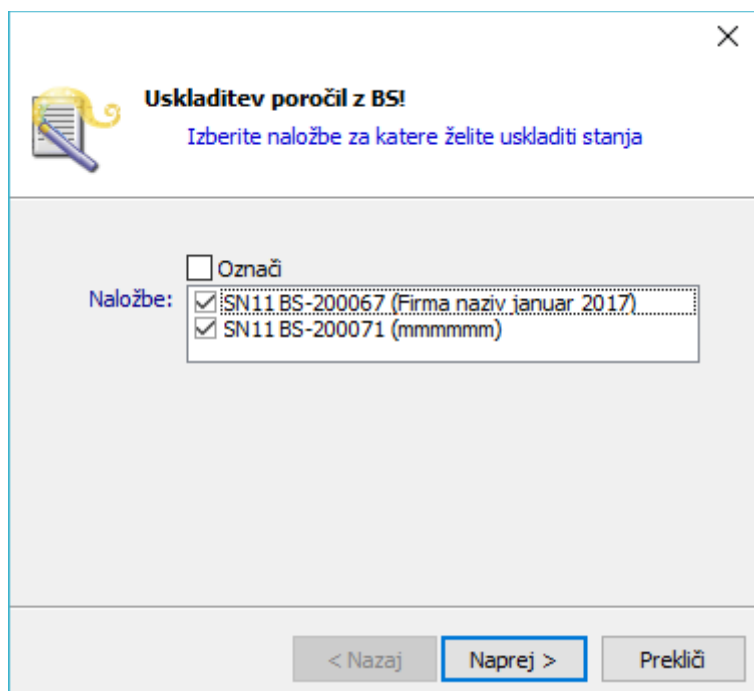 Uskladitev poročil z BS!
Izberite naložbe za katere želite uskladiti stanja
Označi
Naložbe:
SN11 BS-200067 (Firma naziv januar 2017)
SN11 BS-200071 (mmmmmm)
< Nazaj
Naprej >
Prekliči